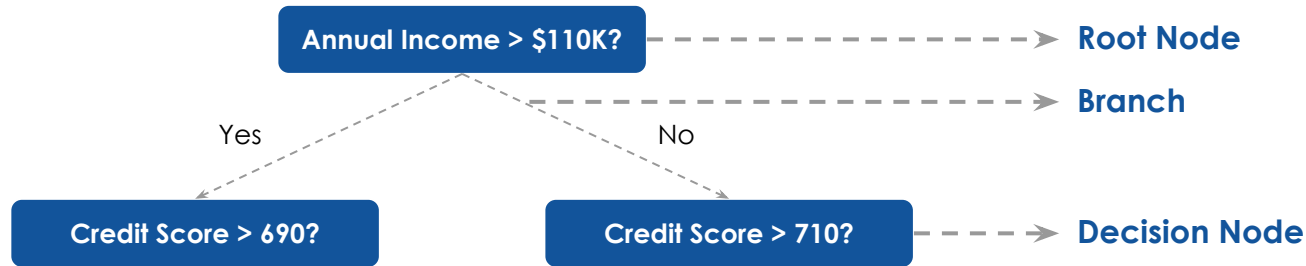 Annual Income > $110K?
Root Node
Branch
Yes
No
Credit Score > 690?
Credit Score > 710?
Decision Node